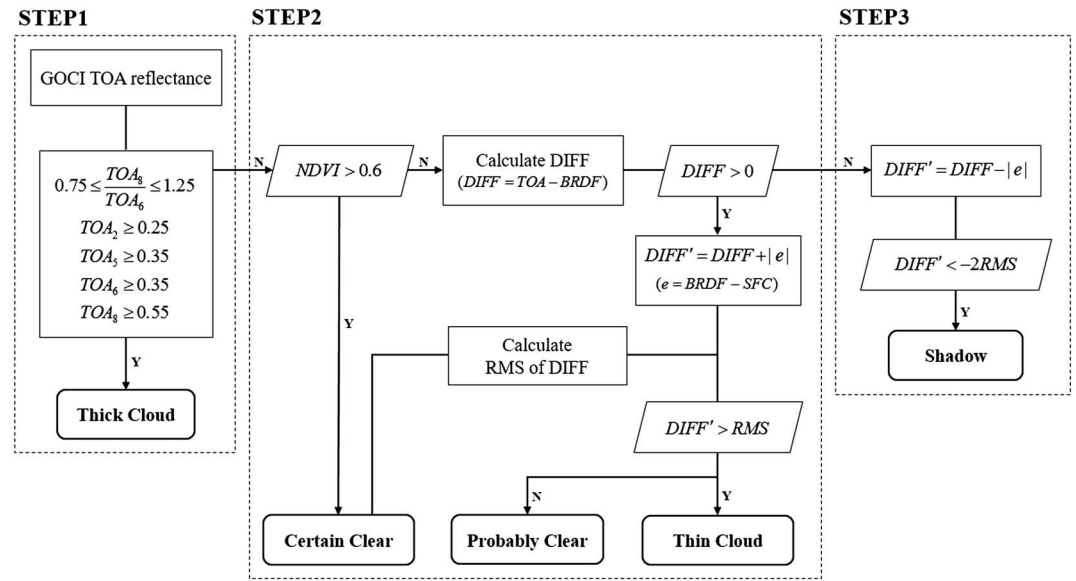 STEP1
GOCI TOA reflectance
0.75 ≤ TOA₈/TOA₆ ≤ 1.25
TOA₂ ≥ 0.25
TOA₅ ≥ 0.35
TOA₆ ≥ 0.35
TOA₈ ≥ 0.55
Y
Thick Cloud
N
STEP2
NDVI > 0.6
N
Calculate DIFF
(DIFF = TOA − BRDF)
DIFF > 0
Y
DIFF' = DIFF + | e |
(e = BRDF − SFC)
Y
Calculate
RMS of DIFF
DIFF' > RMS
N
Y
Certain Clear
Probably Clear
Thin Cloud
N
STEP3
DIFF' = DIFF − | e |
DIFF' < −2RMS
Y
Shadow